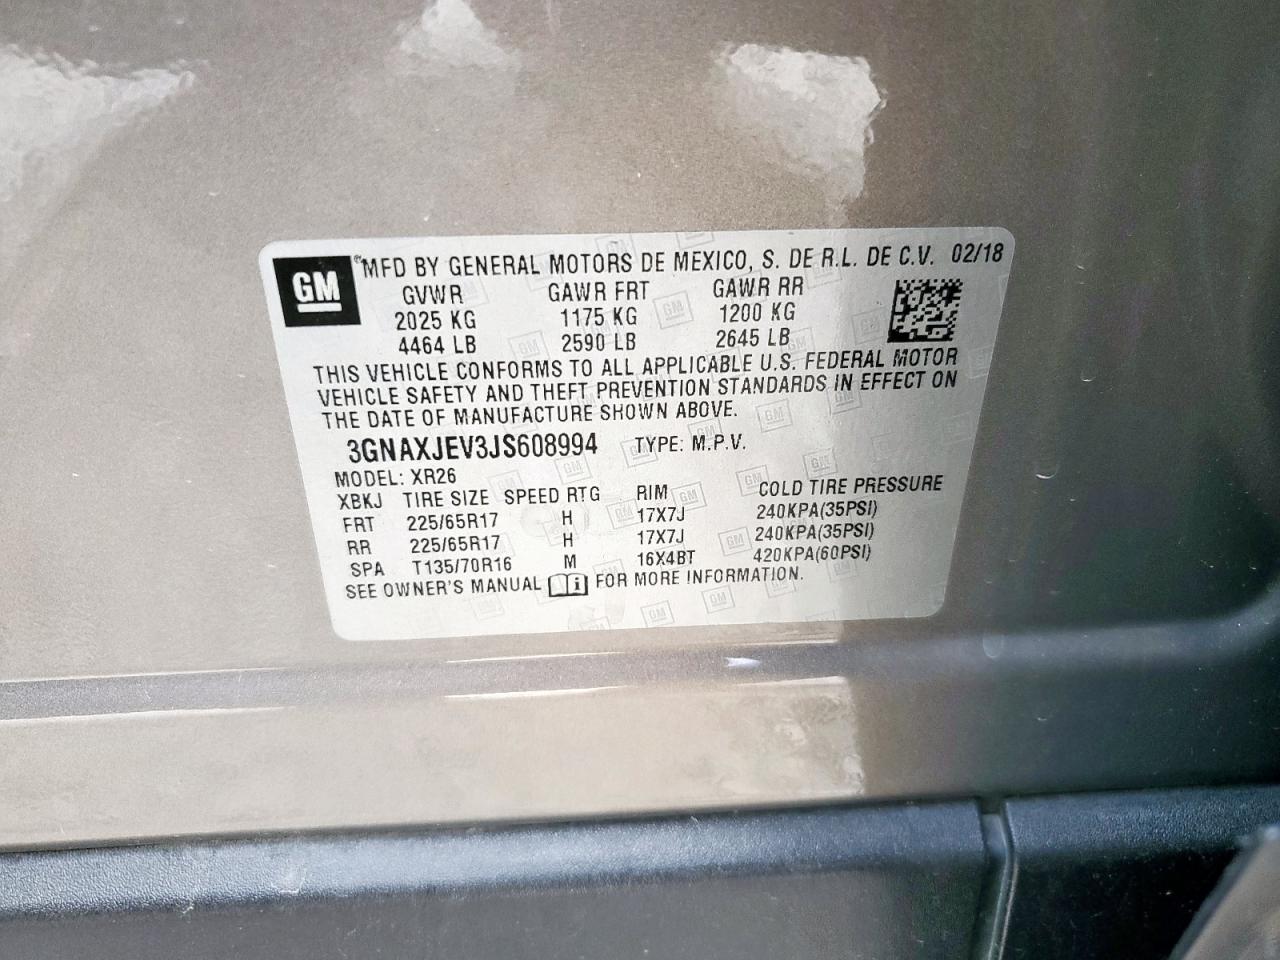 GM
®MFD BY GENERAL MOTORS DE MEXICO, S. DE R.L. DE C.V. 02/18
GVWR GAWR FRT GAWR RR
2025 KG 1175 KG 1200 KG
4464 LB 2590 LB 2645 LB
THIS VEHICLE CONFORMS TO ALL APPLICABLE U.S. FEDERAL MOTOR
VEHICLE SAFETY AND THEFT PREVENTION STANDARDS IN EFFECT ON
THE DATE OF MANUFACTURE SHOWN ABOVE.
3GNAXJEV3JS608994 TYPE: M.P.V.
MODEL: XR26
XBKJ TIRE SIZE SPEED RTG RIM COLD TIRE PRESSURE
FRT 225/65R17 H 17X7J 240KPA(35PSI)
RR 225/65R17 H 17X7J 240KPA(35PSI)
SPA T135/70R16 M 16X4BT 420KPA(60PSI)
SEE OWNER'S MANUAL i FOR MORE INFORMATION.